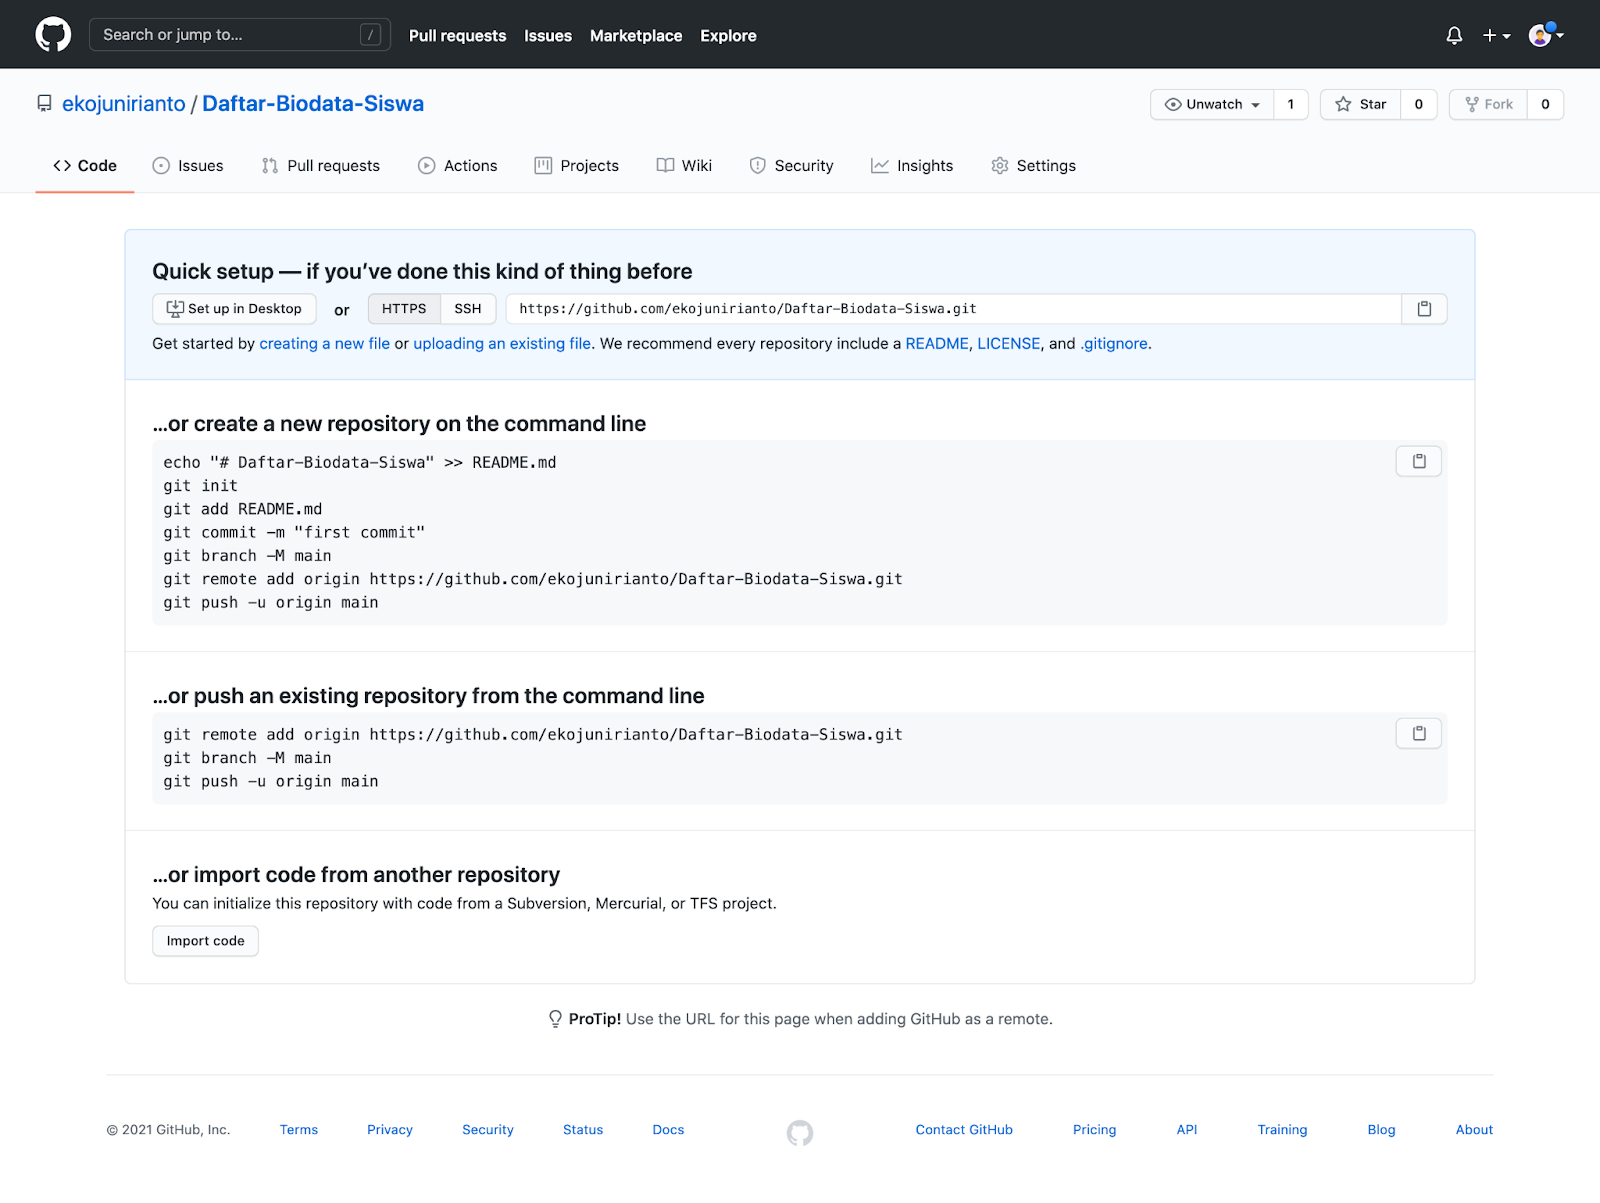 Search or jump to... /
Pull requests Issues Marketplace Explore
ekojunirianto / Daftar-Biodata-Siswa
Unwatch 1 Star 0 Fork 0
Code Issues Pull requests Actions Projects Wiki Security Insights Settings
Quick setup — if you’ve done this kind of thing before
Set up in Desktop or HTTPS SSH https://github.com/ekojunirianto/Daftar-Biodata-Siswa.git
Get started by creating a new file or uploading an existing file. We recommend every repository include a README, LICENSE, and .gitignore.
…or create a new repository on the command line
echo "# Daftar-Biodata-Siswa" >> README.md
git init
git add README.md
git commit -m "first commit"
git branch -M main
git remote add origin https://github.com/ekojunirianto/Daftar-Biodata-Siswa.git
git push -u origin main
…or push an existing repository from the command line
git remote add origin https://github.com/ekojunirianto/Daftar-Biodata-Siswa.git
git branch -M main
git push -u origin main
…or import code from another repository
You can initialize this repository with code from a Subversion, Mercurial, or TFS project.
Import code
ProTip! Use the URL for this page when adding GitHub as a remote.
© 2021 GitHub, Inc. Terms Privacy Security Status Docs Contact GitHub Pricing API Training Blog About